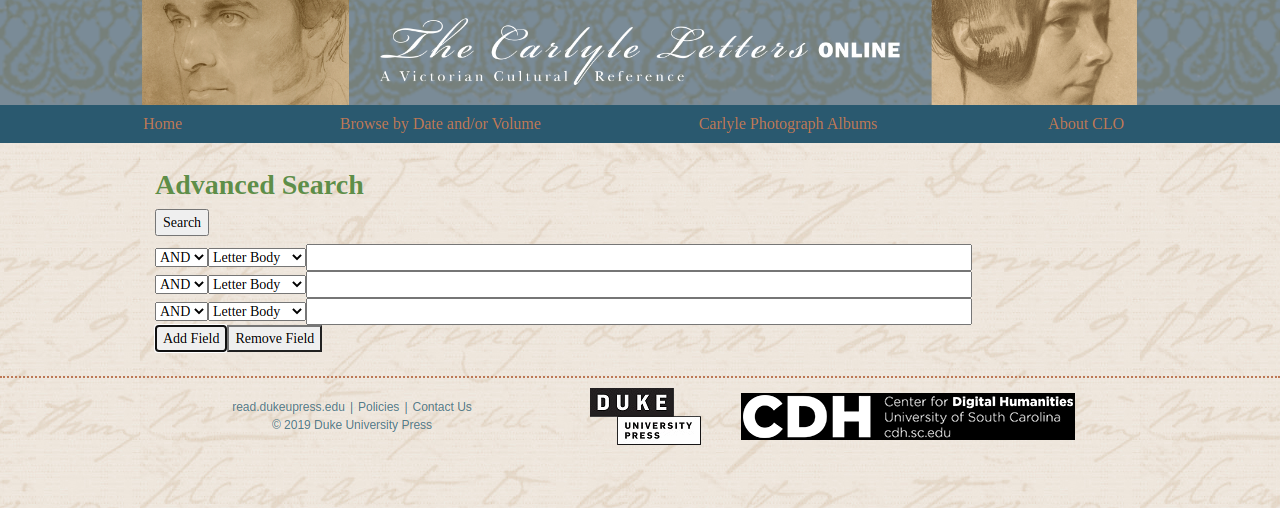 The Carlyle Letters ONLINE
A Victorian Cultural Reference
Home Browse by Date and/or Volume Carlyle Photograph Albums About CLO
Advanced Search
Search
AND Letter Body
AND Letter Body
AND Letter Body
Add Field Remove Field
read.dukeupress.edu | Policies | Contact Us
© 2019 Duke University Press
DUKE
UNIVERSITY
PRESS
CDH
Center for Digital Humanities
University of South Carolina
cdh.sc.edu